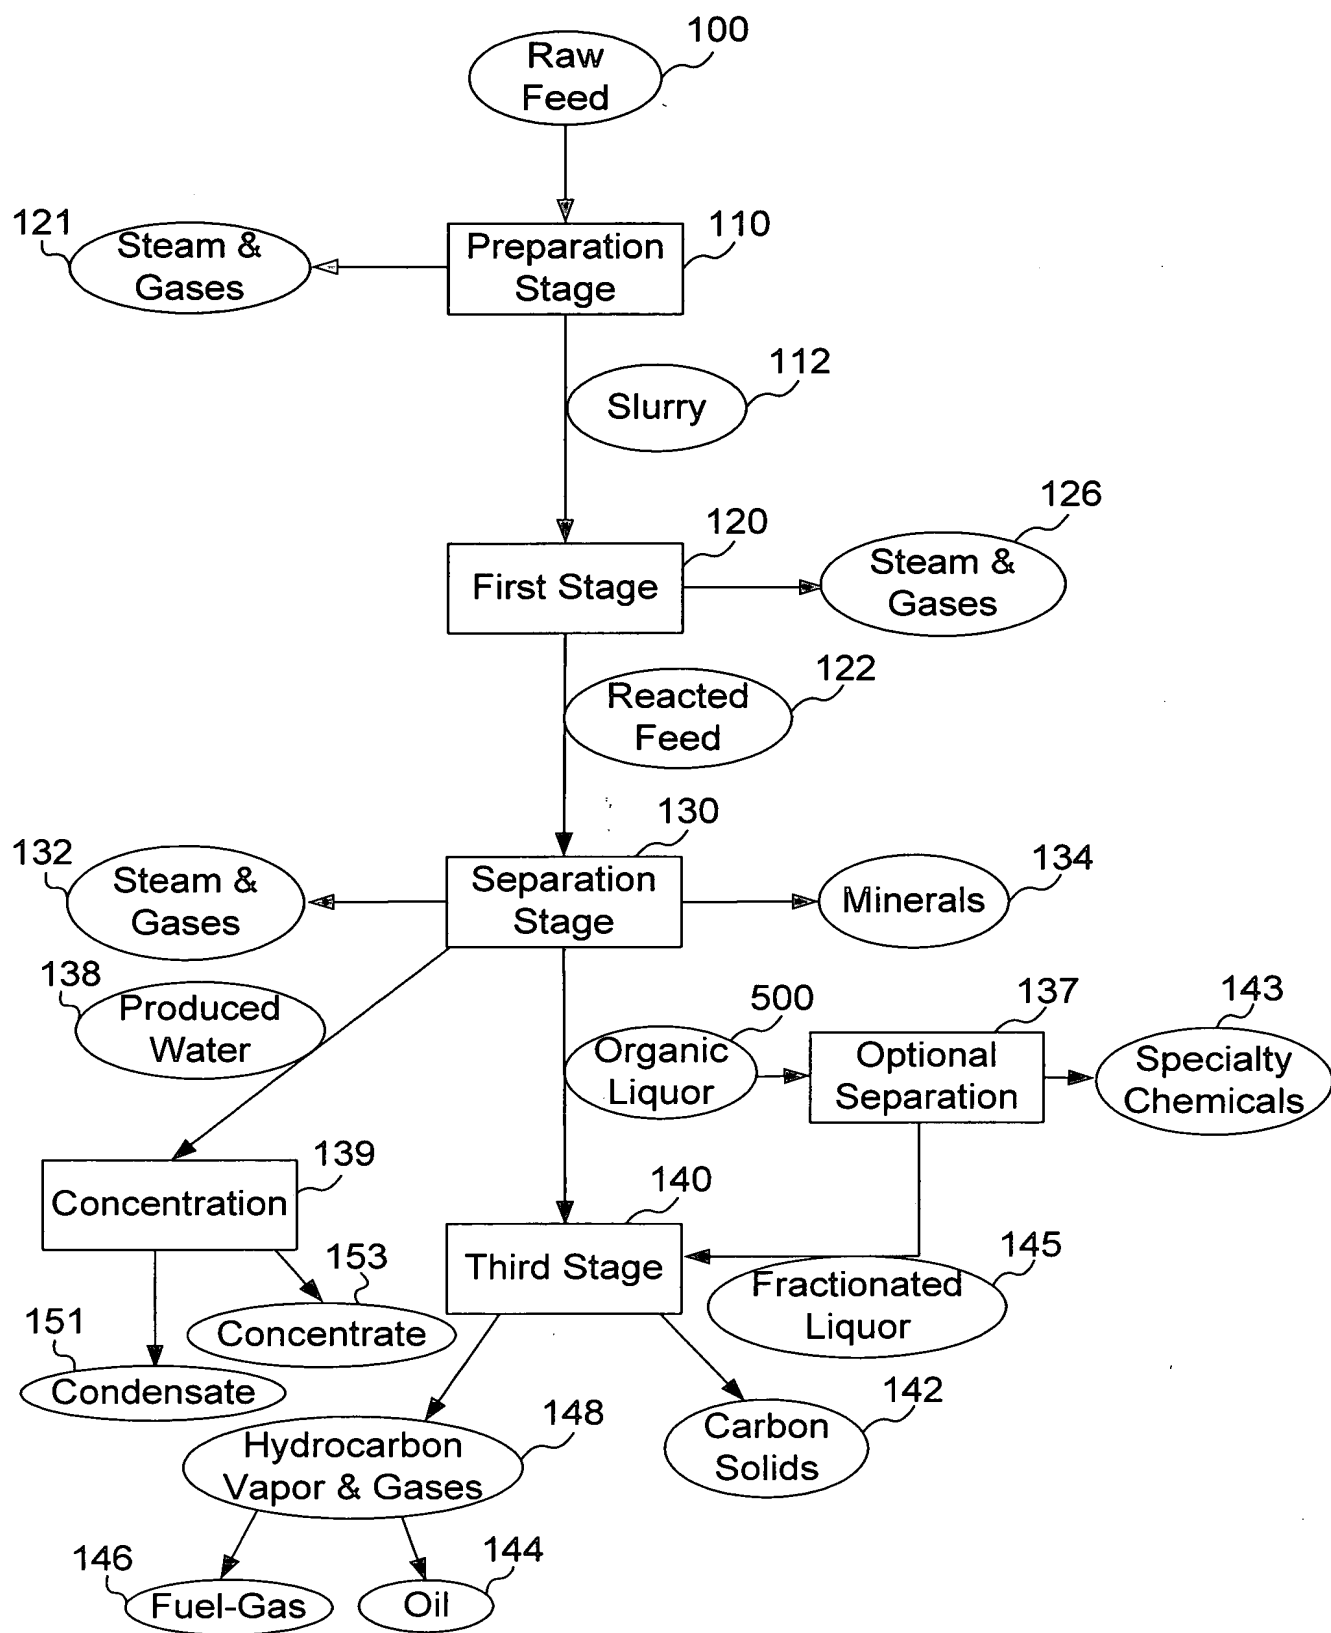 100
Raw
Feed
121
Steam &
Gases
Preparation
Stage
110
Slurry
112
126
120
First Stage
Steam &
Gases
Reacted
Feed
122
130
132
Steam &
Gases
Separation
Stage
Minerals
134
138
Produced
Water
500
Organic
Liquor
137
Optional
Separation
143
Specialty
Chemicals
139
Concentration
140
Third Stage
145
Fractionated
Liquor
153
Concentrate
151
Condensate
148
Hydrocarbon
Vapor & Gases
142
Carbon
Solids
146
Fuel-Gas
144
Oil